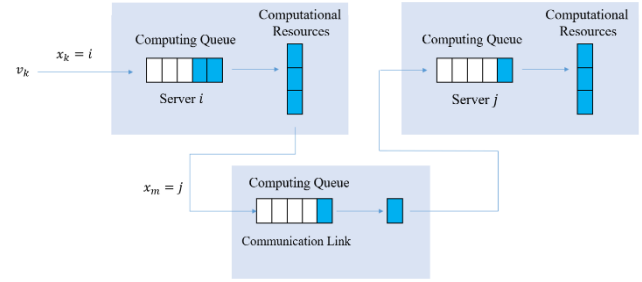 Computational
Resources
Computing Queue
x_k = i
v_k
Server i
Computational
Resources
Computing Queue
Server j
x_m = j
Computing Queue
Communication Link